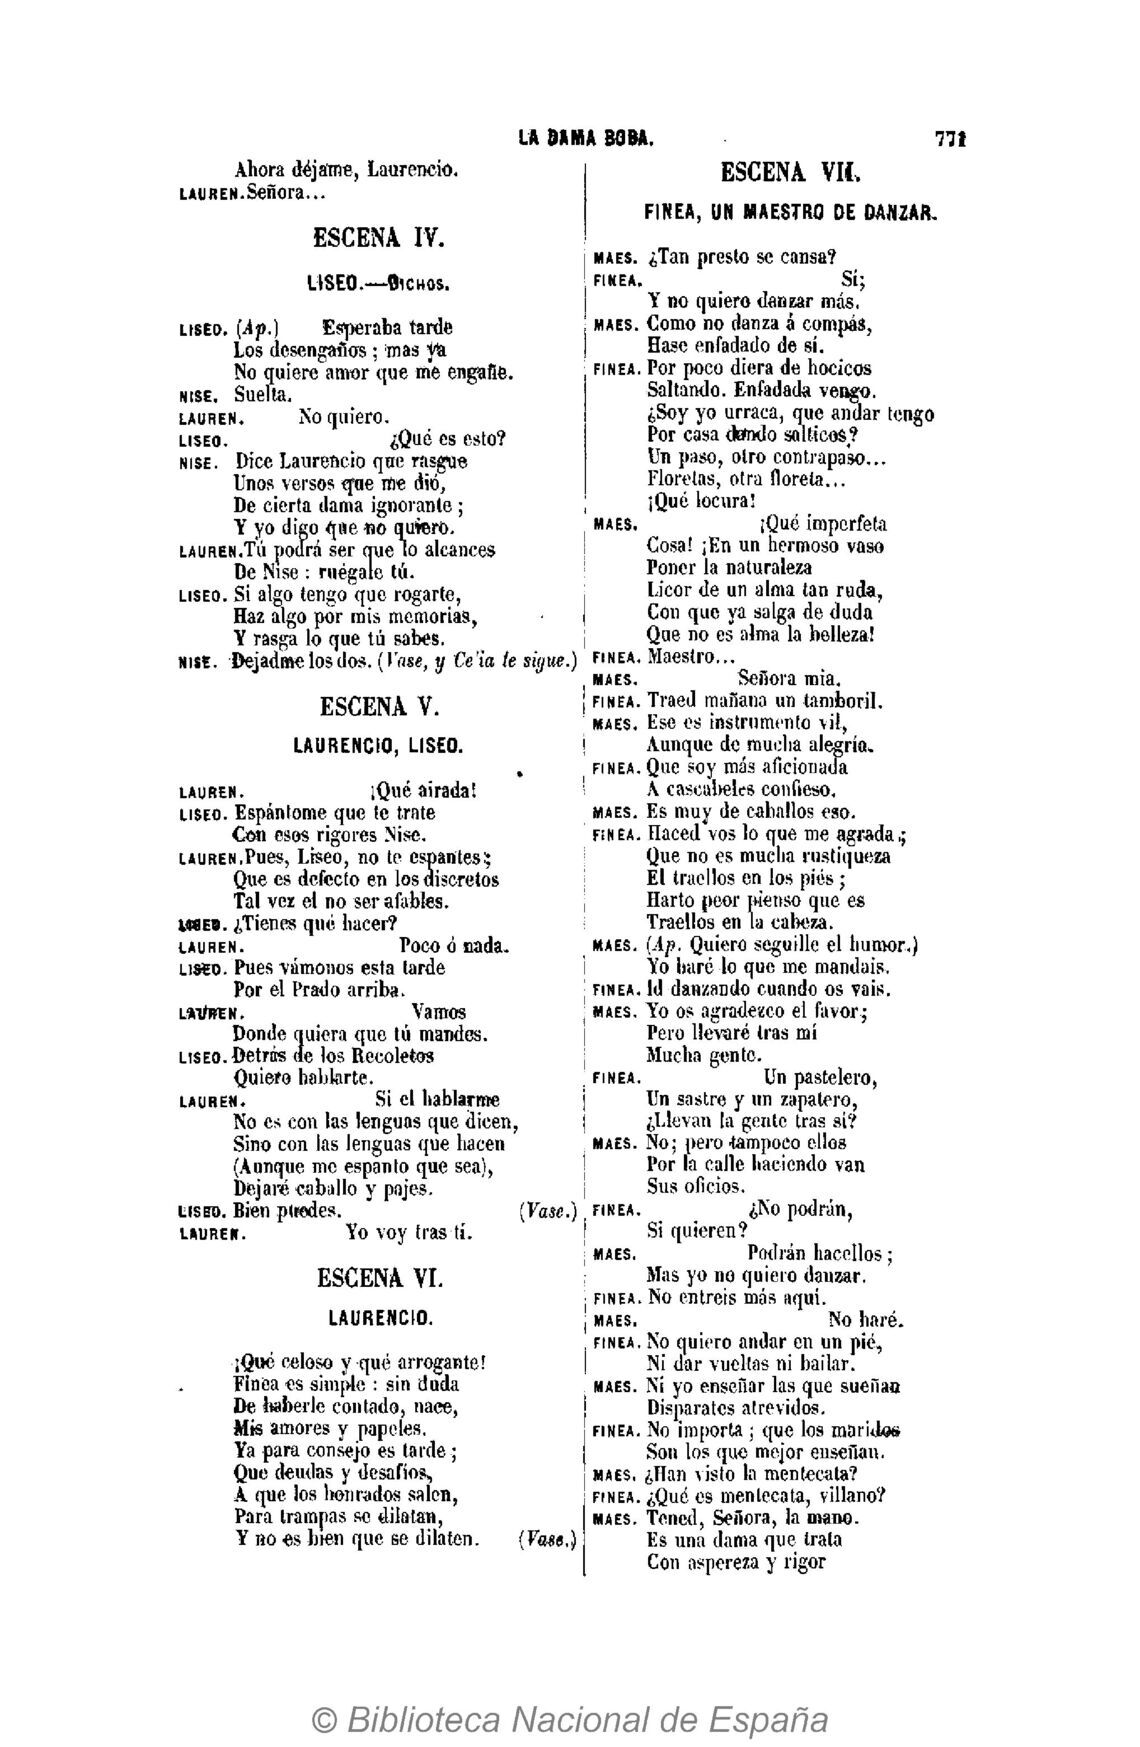 LA DAMA BOBA.
771
Ahora déjame, Laurencio.
LAUREN. Señora...
ESCENA IV.
LISEO.—DICHOS.
LISEO. (Ap.) Esperaba tarde
Los desengaños; mas ya
No quiere amor que me engañe.
NISE. Suelta.
LAUREN. No quiero.
LISEO. ¿Qué es esto?
NISE. Dice Laurencio que rasgue
Unos versos que me dió,
De cierta dama ignorante;
Y yo digo que no quiero.
LAUREN. Tú podrá ser que lo alcances
De Nise: ruégale tú.
LISEO. Si algo tengo que rogarte,
Haz algo por mis memorias,
Y rasga lo que tú sabes.
NISE. Dejadme los dos. (Vase, y Celia le sigue.)
ESCENA V.
LAURENCIO, LISEO.
LAUREN. ¡Qué airada!
LISEO. Espántome que te trate
Con esos rigores Nise.
LAUREN. Pues, Liseo, no te espantes;
Que es defecto en los discretos
Tal vez el no ser afables.
LISEO. ¿Tienes qué hacer?
LAUREN. Poco ó nada.
LISEO. Pues vámonos esta tarde
Por el Prado arriba.
LAUREN. Vamos
Donde quiera que tú mandes.
LISEO. Detrás de los Recoletos
Quiero hablarte.
LAUREN. Si el hablarme
No es con las lenguas que dicen,
Sino con las lenguas que hacen
(Aunque me espanto que sea),
Dejaré caballo y pajes.
LISEO. Bien puedes. (Vase.)
LAUREN. Yo voy tras tí.
ESCENA VI.
LAURENCIO.
¡Qué celoso y qué arrogante!
Finea es simple: sin duda
De haberle contado, nace,
Mis amores y papeles.
Ya para consejo es tarde;
Que deudas y desafíos,
A que los honrados salen,
Para trampas se dilatan,
Y no es bien que se dilaten. (Vase.)
ESCENA VII.
FINEA, UN MAESTRO DE DANZAR.
MAES. ¿Tan presto se cansa?
FINEA. Sí;
Y no quiero danzar más.
MAES. Como no danza á compás,
Hase enfadado de sí.
FINEA. Por poco diera de hocicos
Saltando. Enfadada vengo.
¿Soy yo urraca, que andar tengo
Por casa dando salticos?
Un paso, otro contrapaso...
Floretas, otra floreta...
¡Qué locura!
MAES. ¡Qué imperfeta
Cosa! ¡En un hermoso vaso
Poner la naturaleza
Licor de un alma tan ruda,
Con que ya salga de duda
Que no es alma la belleza!
FINEA. Maestro...
MAES. Señora mia.
FINEA. Traed mañana un tamboril.
MAES. Ese es instrumento vil,
Aunque de mucha alegría.
FINEA. Que soy más aficionada
A cascabeles confieso.
MAES. Es muy de caballos eso.
FINEA. Haced vos lo que me agrada;
Que no es mucha rustiqueza
El traellos en los piés;
Harto peor pienso que es
Traellos en la cabeza.
MAES. (Ap. Quiero seguille el humor.)
Yo haré lo que me mandais.
FINEA. Id danzando cuando os vais.
MAES. Yo os agradezco el favor;
Pero llevaré tras mí
Mucha gente.
FINEA. Un pastelero,
Un sastre y un zapatero,
¿Llevan la gente tras sí?
MAES. No; pero tampoco ellos
Por la calle haciendo van
Sus oficios.
FINEA. ¿No podrán,
Si quieren?
MAES. Podrán hacellos;
Mas yo no quiero danzar.
FINEA. No entreis más aquí.
MAES. No haré.
FINEA. No quiero andar en un pié,
Ni dar vueltas ni bailar.
MAES. Ni yo enseñar las que sueñan
Disparates atrevidos.
FINEA. No importa; que los maridos
Son los que mejor enseñan.
MAES. ¿Han visto la mentecata?
FINEA. ¿Qué es mentecata, villano?
MAES. Tened, Señora, la mano.
Es una dama que trata
Con aspereza y rigor
© Biblioteca Nacional de España